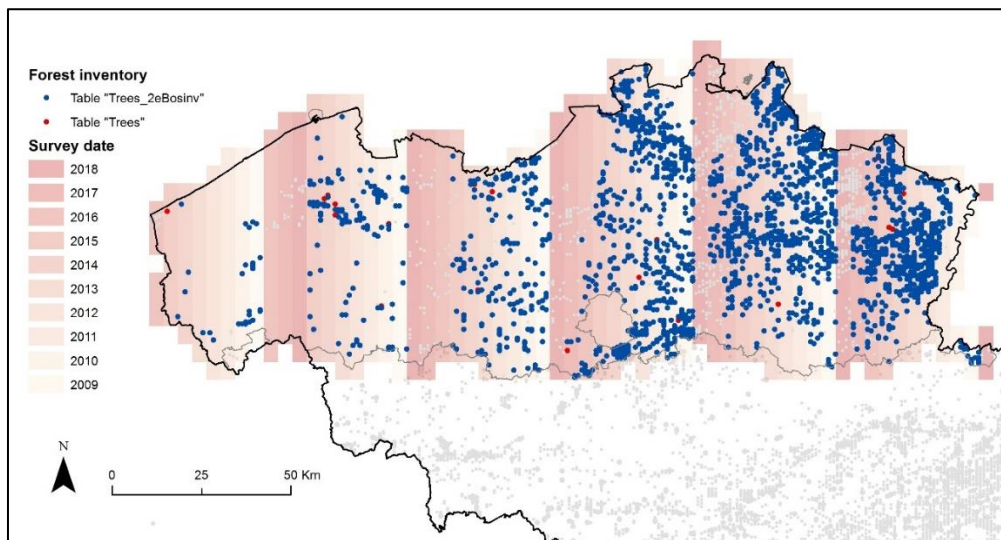 Forest inventory
Table "Trees_2eBosinv"
Table "Trees"
Survey date
2018
2017
2016
2015
2014
2013
2012
2011
2010
2009
N
0 25 50 Km